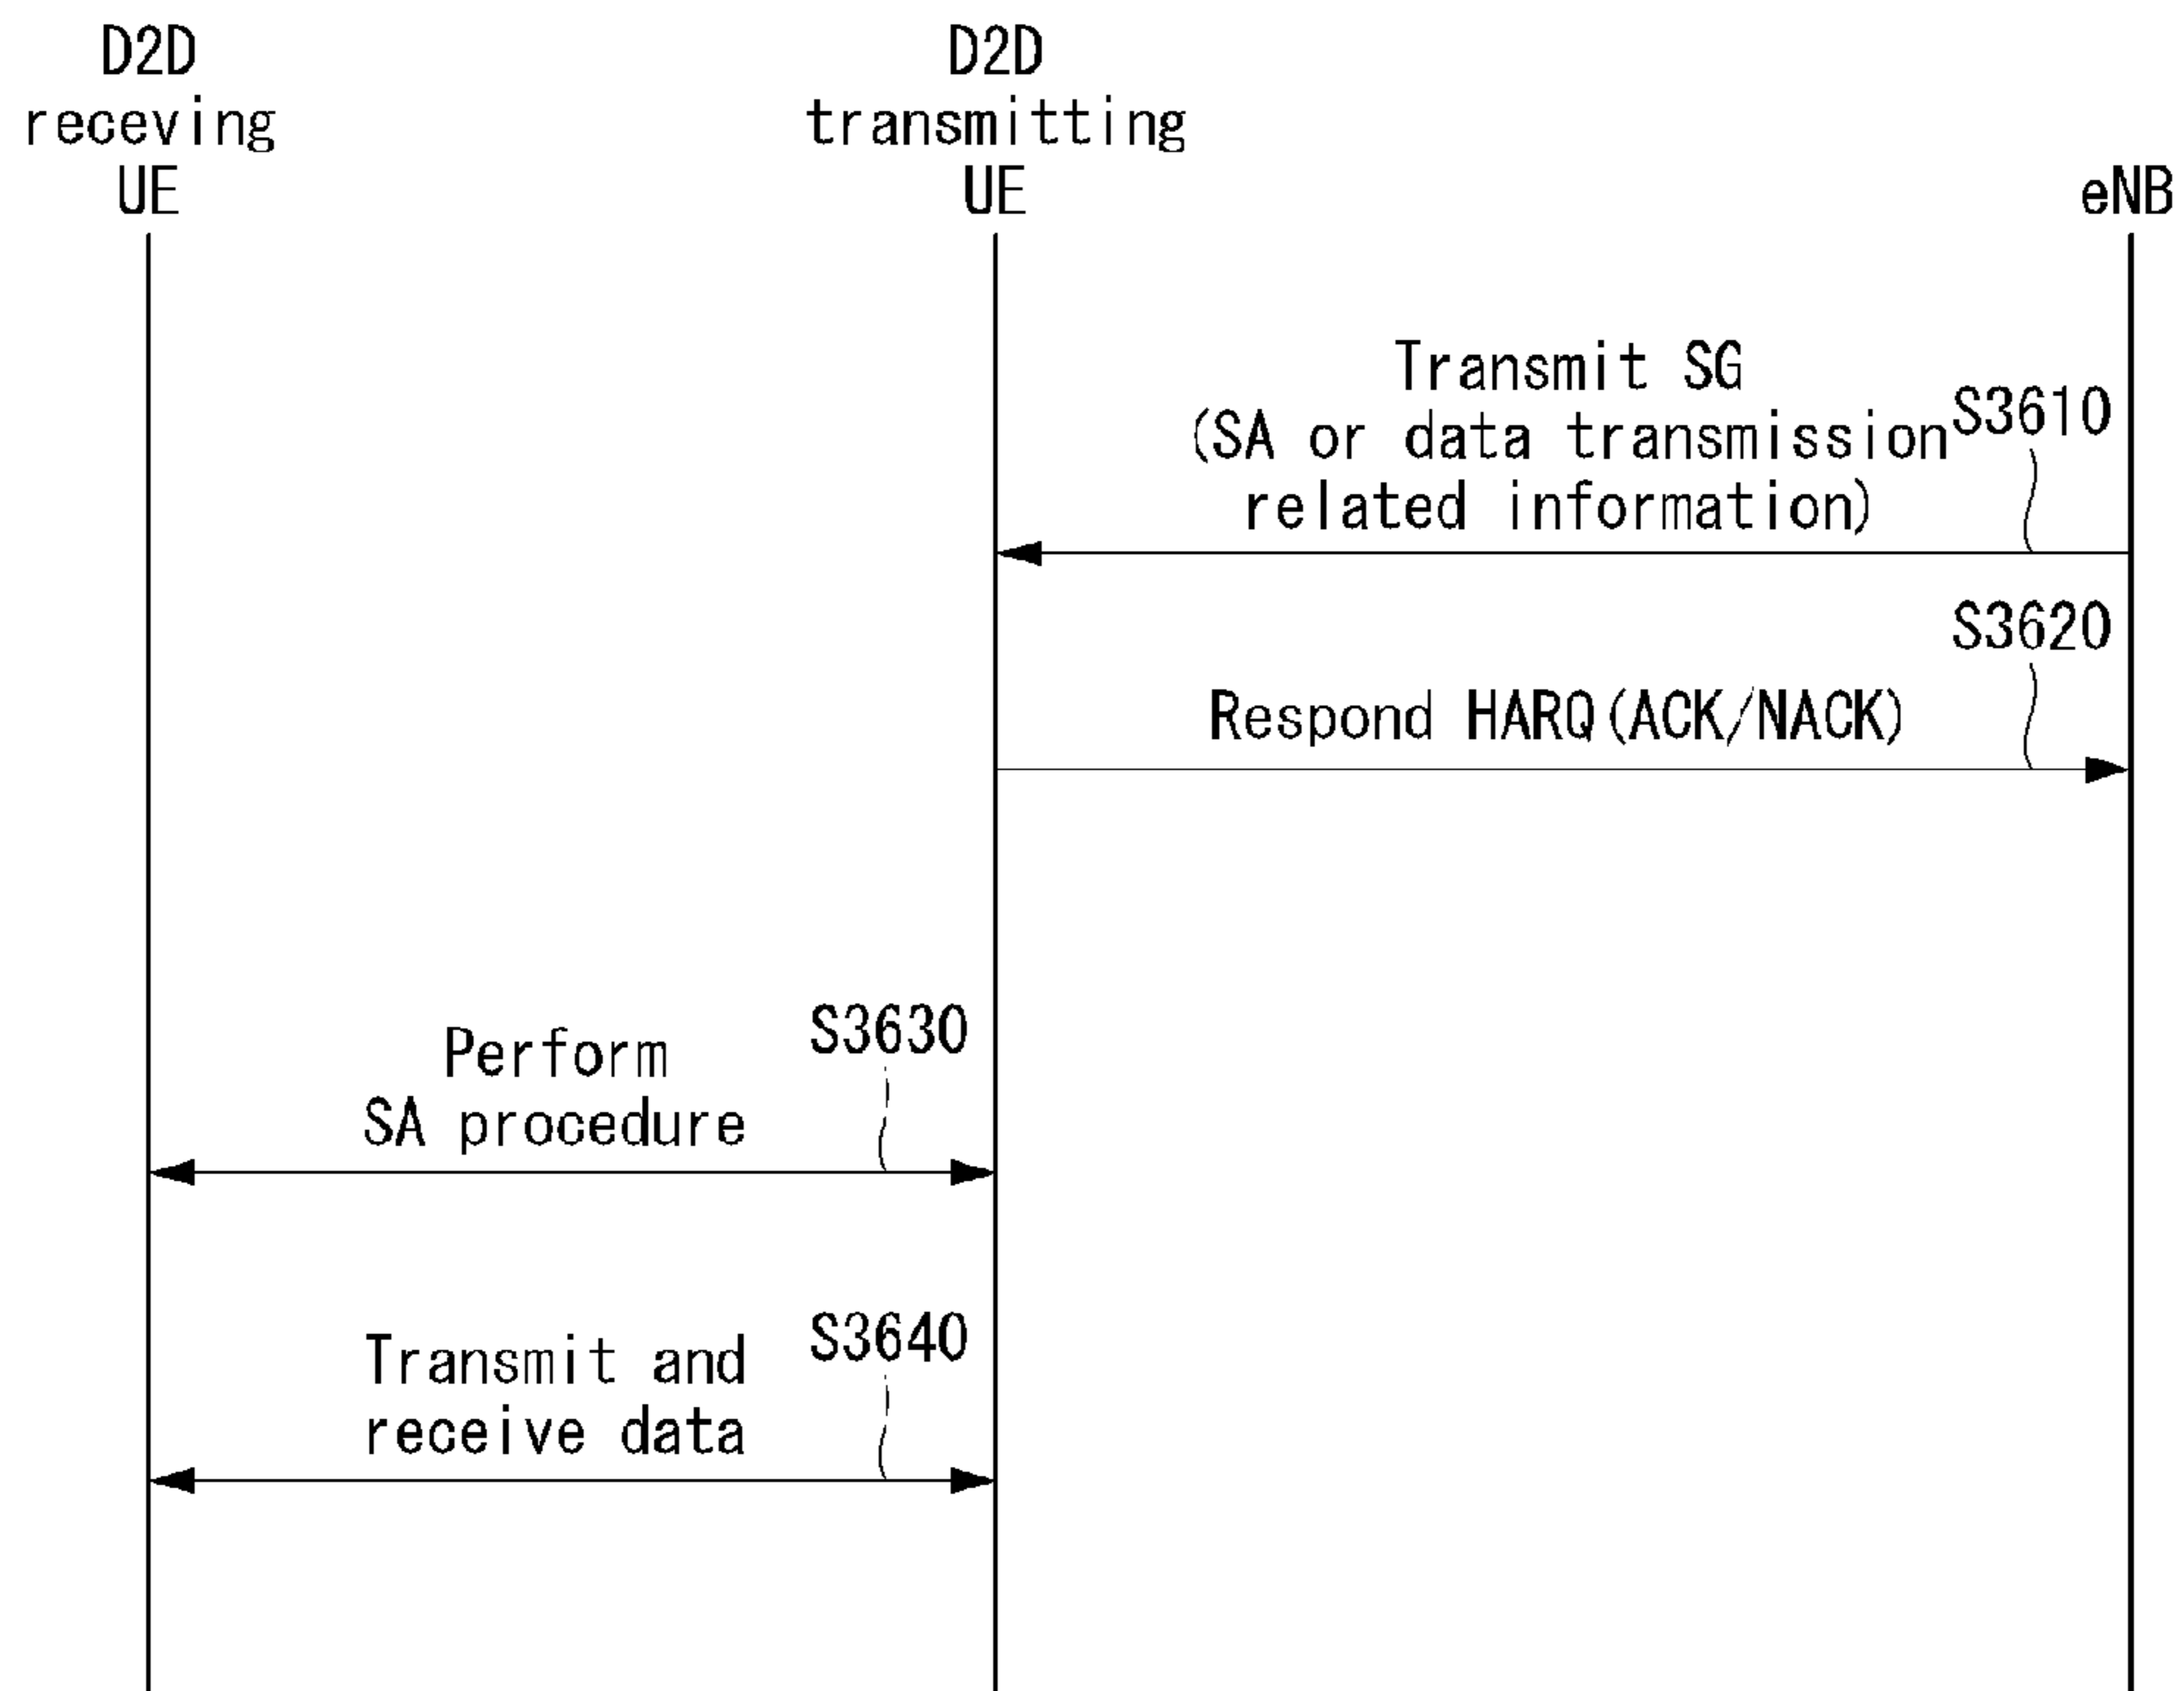 D2D
receving
UE
D2D
transmitting
UE
eNB
Transmit SG
(SA or data transmission
related information)
S3610
S3620
Respond HARQ(ACK/NACK)
S3630
Perform
SA procedure
S3640
Transmit and
receive data